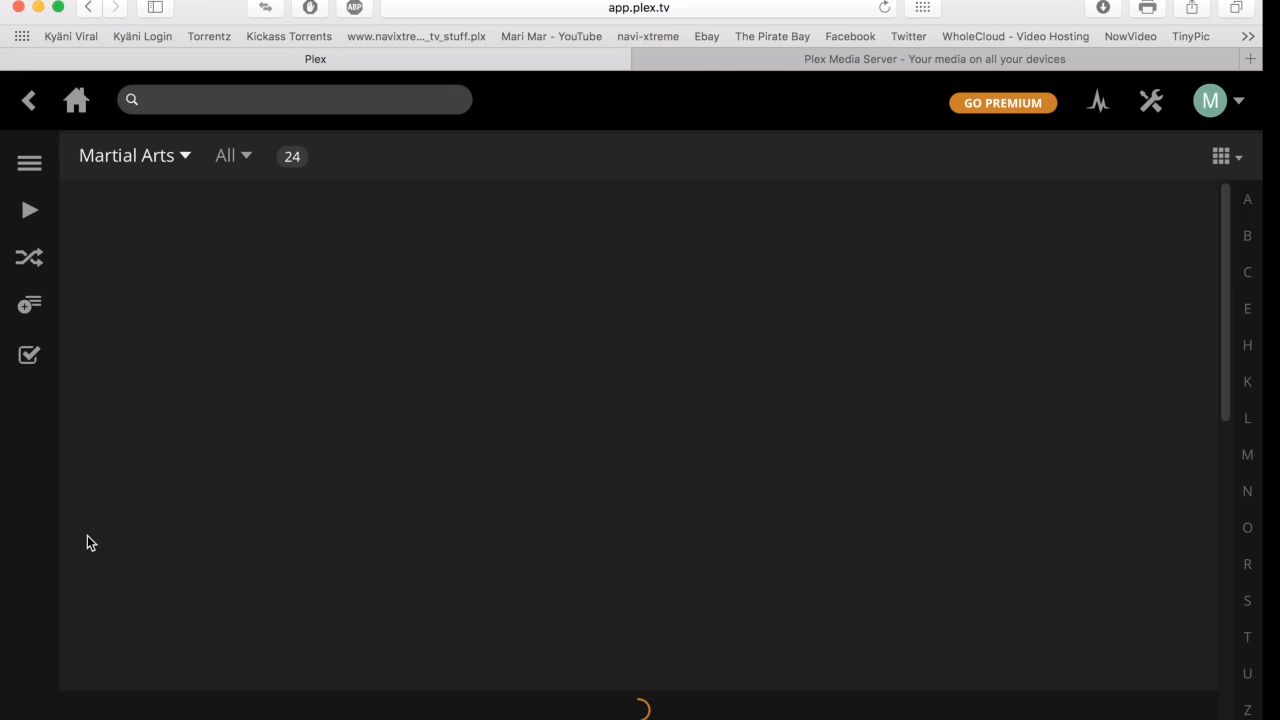 app.plex.tv
ABP
Kyäni Viral Kyäni Login Torrentz Kickass Torrents www.navixtre..._tv_stuff.plx Mari Mar - YouTube navi-xtreme Ebay The Pirate Bay Facebook Twitter WholeCloud - Video Hosting NowVideo TinyPic
Plex Plex Media Server - Your media on all your devices
GO PREMIUM M
Martial Arts All 24
A
B
C
E
H
K
L
M
N
O
R
S
T
U
Z